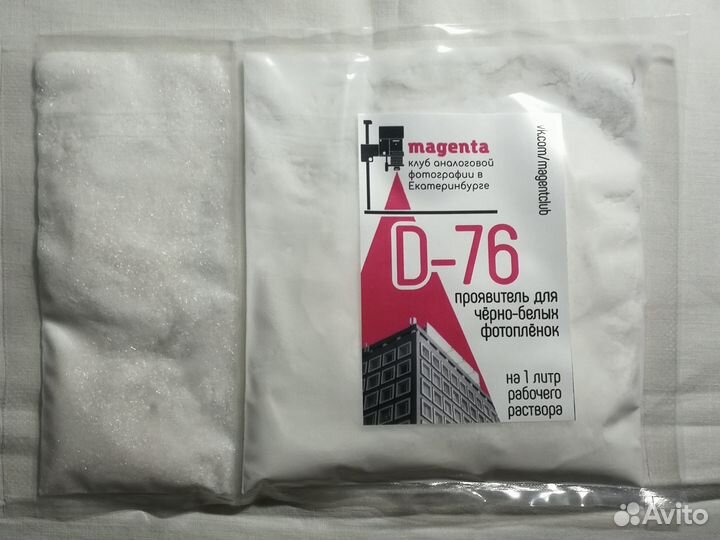 magenta
клуб аналоговой
фотографии в
Екатеринбурге
vk.com/magentclub
D-76
проявитель для
чёрно-белых
фотоплёнок
на 1 литр
рабочего
раствора
Avito